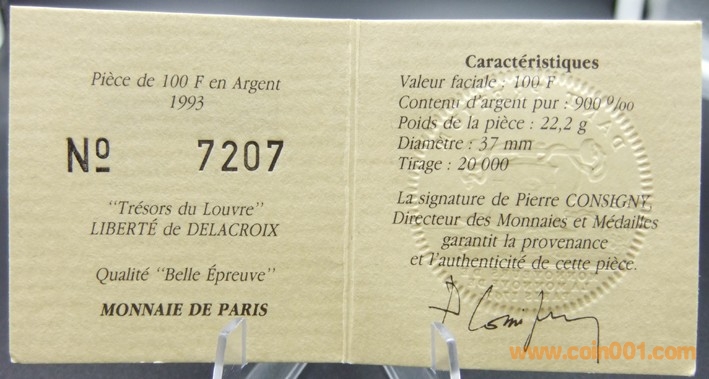 Pièce de 100 F en Argent
1993
Nº 7207
"Trésors du Louvre"
LIBERTÉ de DELACROIX
Qualité "Belle Épreuve"
MONNAIE DE PARIS
Caractéristiques
Valeur faciale : 100 F
Contenu d'argent pur : 900 ‰
Poids de la pièce : 22,2 g
Diamètre : 37 mm
Tirage : 20 000
La signature de Pierre CONSIGNY,
Directeur des Monnaies et Médailles
garantit la provenance
et l'authenticité de cette pièce.
www.coin001.com